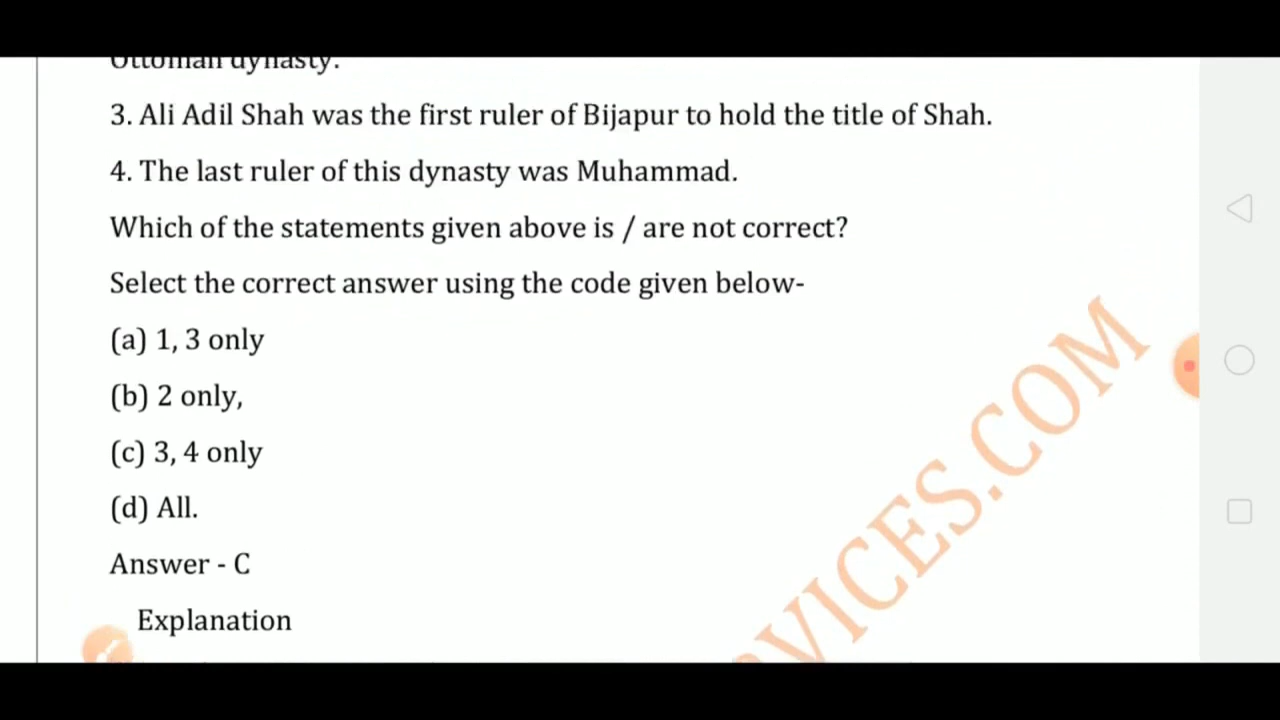 Ottoman dynasty.
3. Ali Adil Shah was the first ruler of Bijapur to hold the title of Shah.
4. The last ruler of this dynasty was Muhammad.
Which of the statements given above is / are not correct?
Select the correct answer using the code given below-
(a) 1, 3 only
(b) 2 only,
(c) 3, 4 only
(d) All.
Answer - C
Explanation
VICES.COM